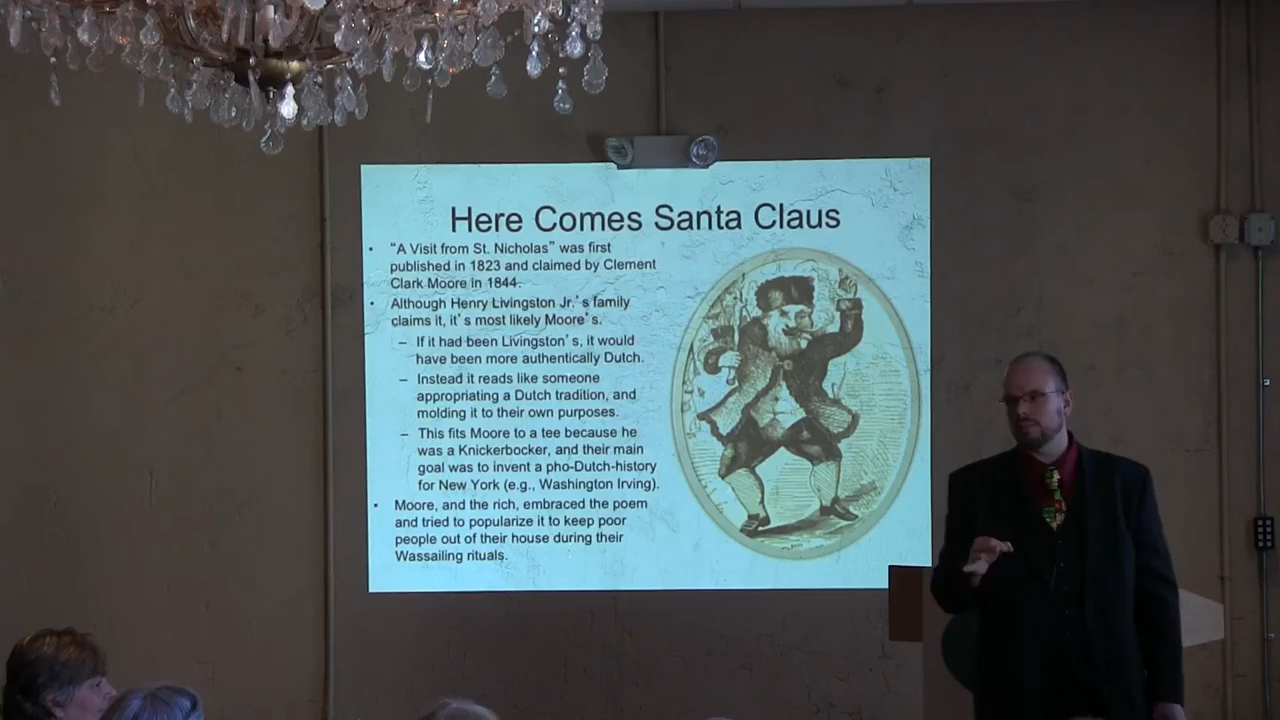 Here Comes Santa Claus
• “A Visit from St. Nicholas” was first
published in 1823 and claimed by Clement
Clark Moore in 1844.
• Although Henry Livingston Jr.’s family
claims it, it’s most likely Moore’s.
– If it had been Livingston’s, it would
have been more authentically Dutch.
– Instead it reads like someone
appropriating a Dutch tradition, and
molding it to their own purposes.
– This fits Moore to a tee because he
was a Knickerbocker, and their main
goal was to invent a pho-Dutch-history
for New York (e.g., Washington Irving).
• Moore, and the rich, embraced the poem
and tried to popularize it to keep poor
people out of their house during their
Wassailing rituals.